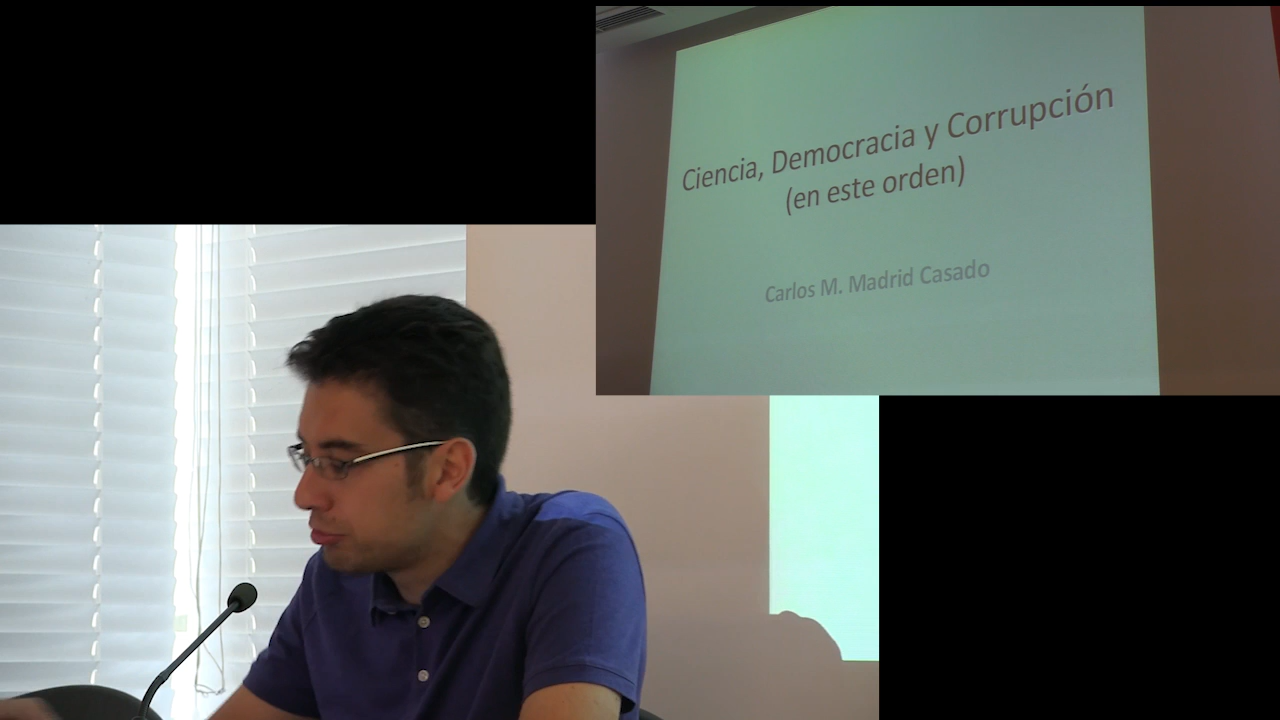 Ciencia, Democracia y Corrupción
(en este orden)
Carlos M. Madrid Casado